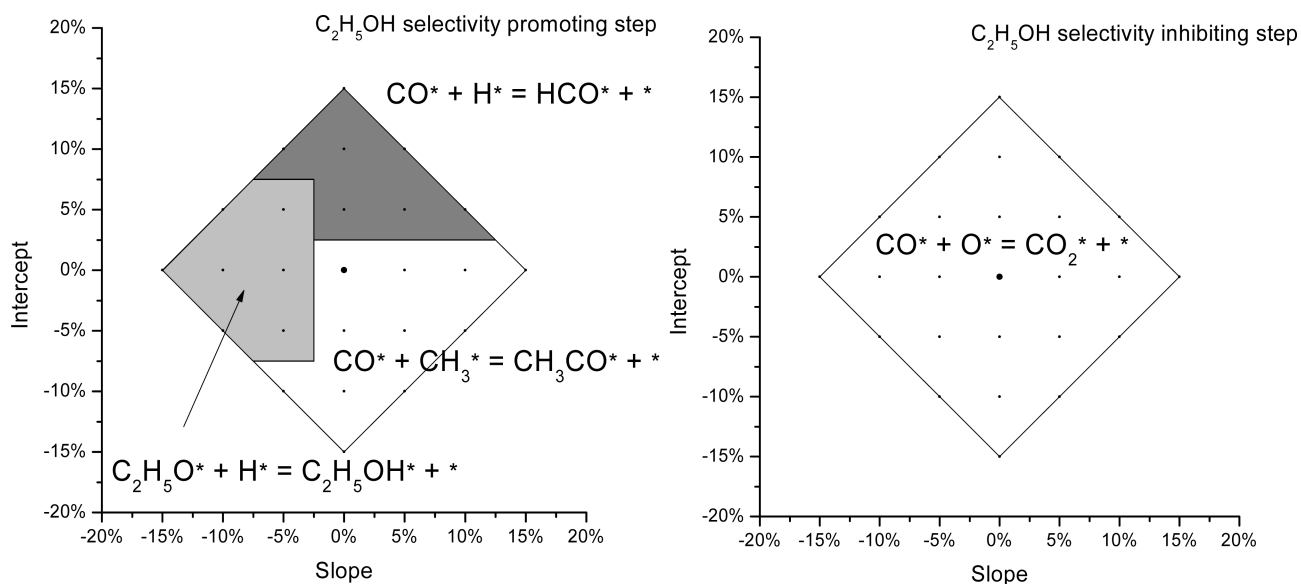 C2H5OH selectivity promoting step
20%
15%
10%
5%
0%
-5%
-10%
-15%
-20%
Intercept
CO* + H* = HCO* + *
CO* + CH3* = CH3CO* + *
C2H5O* + H* = C2H5OH* + *
-20% -15% -10% -5% 0% 5% 10% 15% 20%
Slope
C2H5OH selectivity inhibiting step
20%
15%
10%
5%
0%
-5%
-10%
-15%
-20%
Intercept
CO* + O* = CO2* + *
-20% -15% -10% -5% 0% 5% 10% 15% 20%
Slope